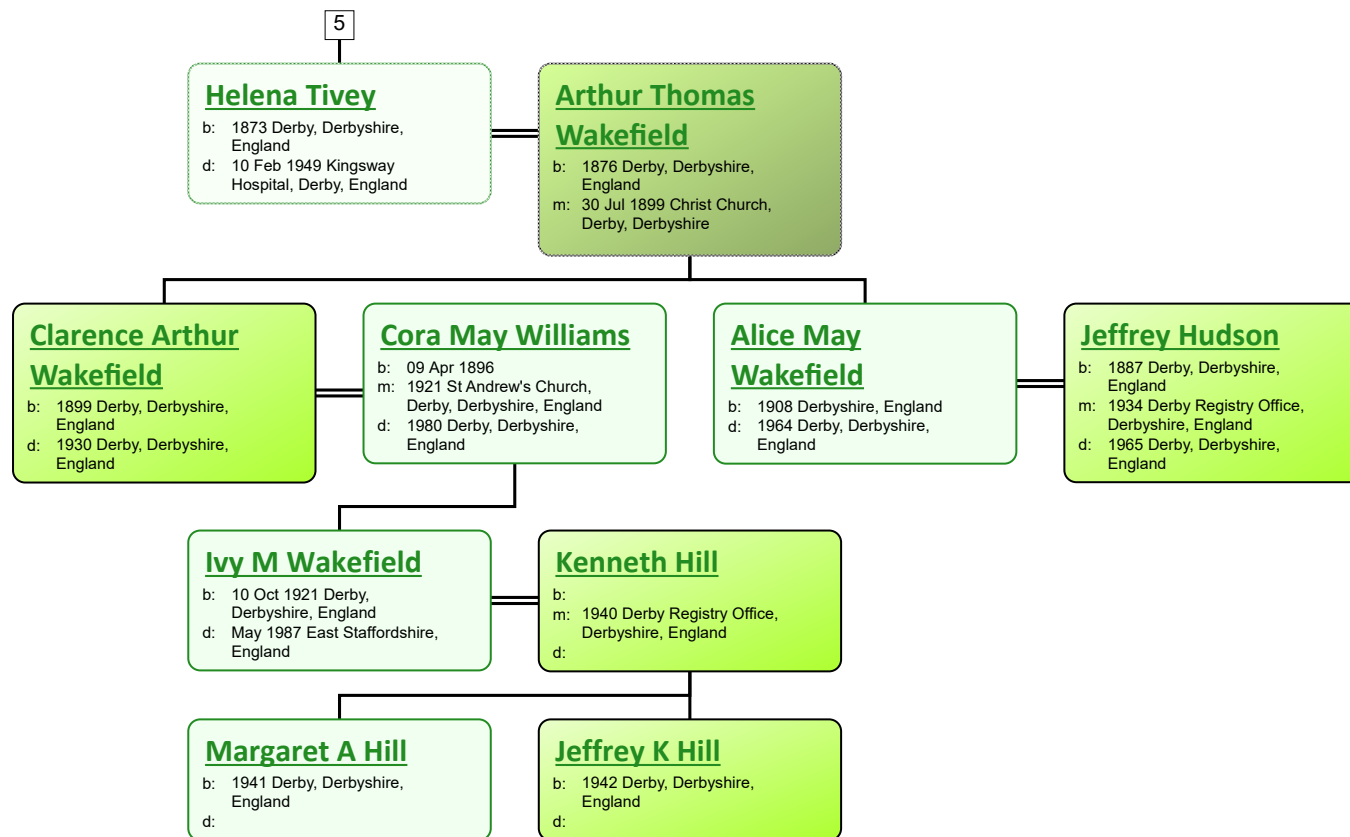 5
Helena Tivey
b: 1873 Derby, Derbyshire,
England
d: 10 Feb 1949 Kingsway
Hospital, Derby, England
Arthur Thomas
Wakefield
b: 1876 Derby, Derbyshire,
England
m: 30 Jul 1899 Christ Church,
Derby, Derbyshire
Clarence Arthur
Wakefield
b: 1899 Derby, Derbyshire,
England
d: 1930 Derby, Derbyshire,
England
Cora May Williams
b: 09 Apr 1896
m: 1921 St Andrew's Church,
Derby, Derbyshire, England
d: 1980 Derby, Derbyshire,
England
Alice May
Wakefield
b: 1908 Derbyshire, England
d: 1964 Derby, Derbyshire,
England
Jeffrey Hudson
b: 1887 Derby, Derbyshire,
England
m: 1934 Derby Registry Office,
Derbyshire, England
d: 1965 Derby, Derbyshire,
England
Ivy M Wakefield
b: 10 Oct 1921 Derby,
Derbyshire, England
d: May 1987 East Staffordshire,
England
Kenneth Hill
b:
m: 1940 Derby Registry Office,
Derbyshire, England
d:
Margaret A Hill
b: 1941 Derby, Derbyshire,
England
d:
Jeffrey K Hill
b: 1942 Derby, Derbyshire,
England
d: